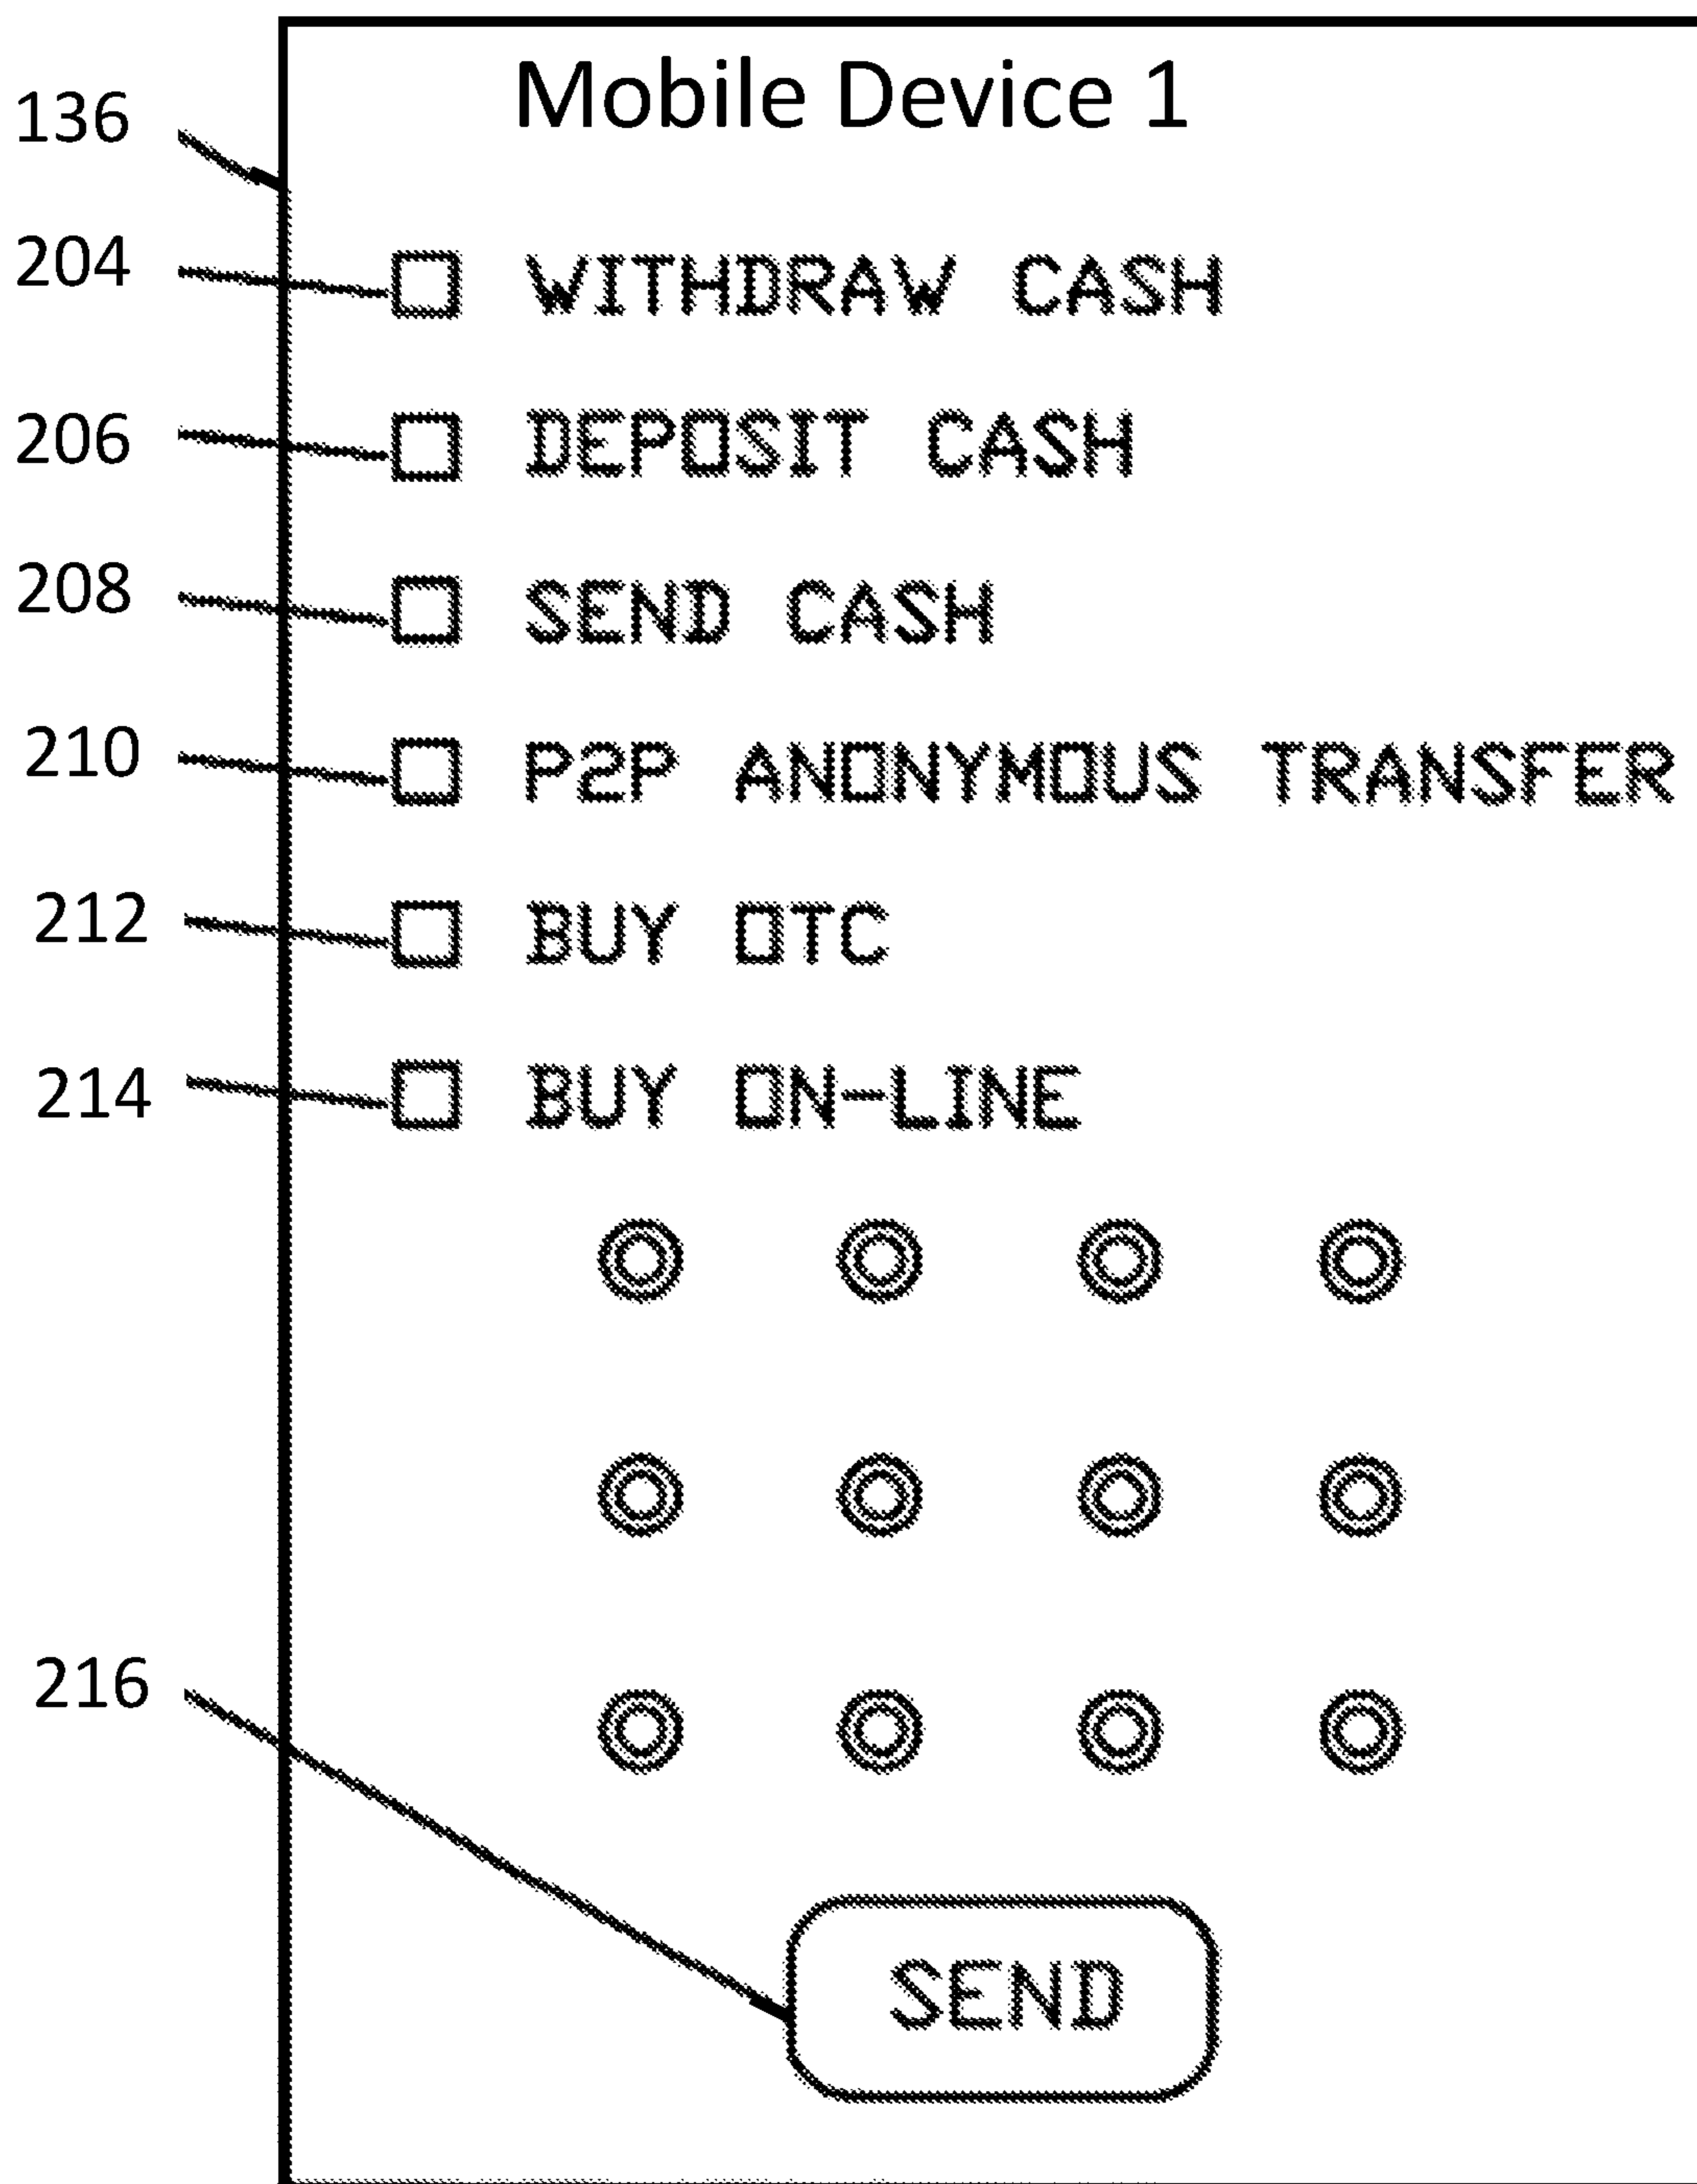 Mobile Device 1
136
204 WITHDRAW CASH
206 DEPOSIT CASH
208 SEND CASH
210 P2P ANONYMOUS TRANSFER
212 BUY OTC
214 BUY ON-LINE
216
SEND